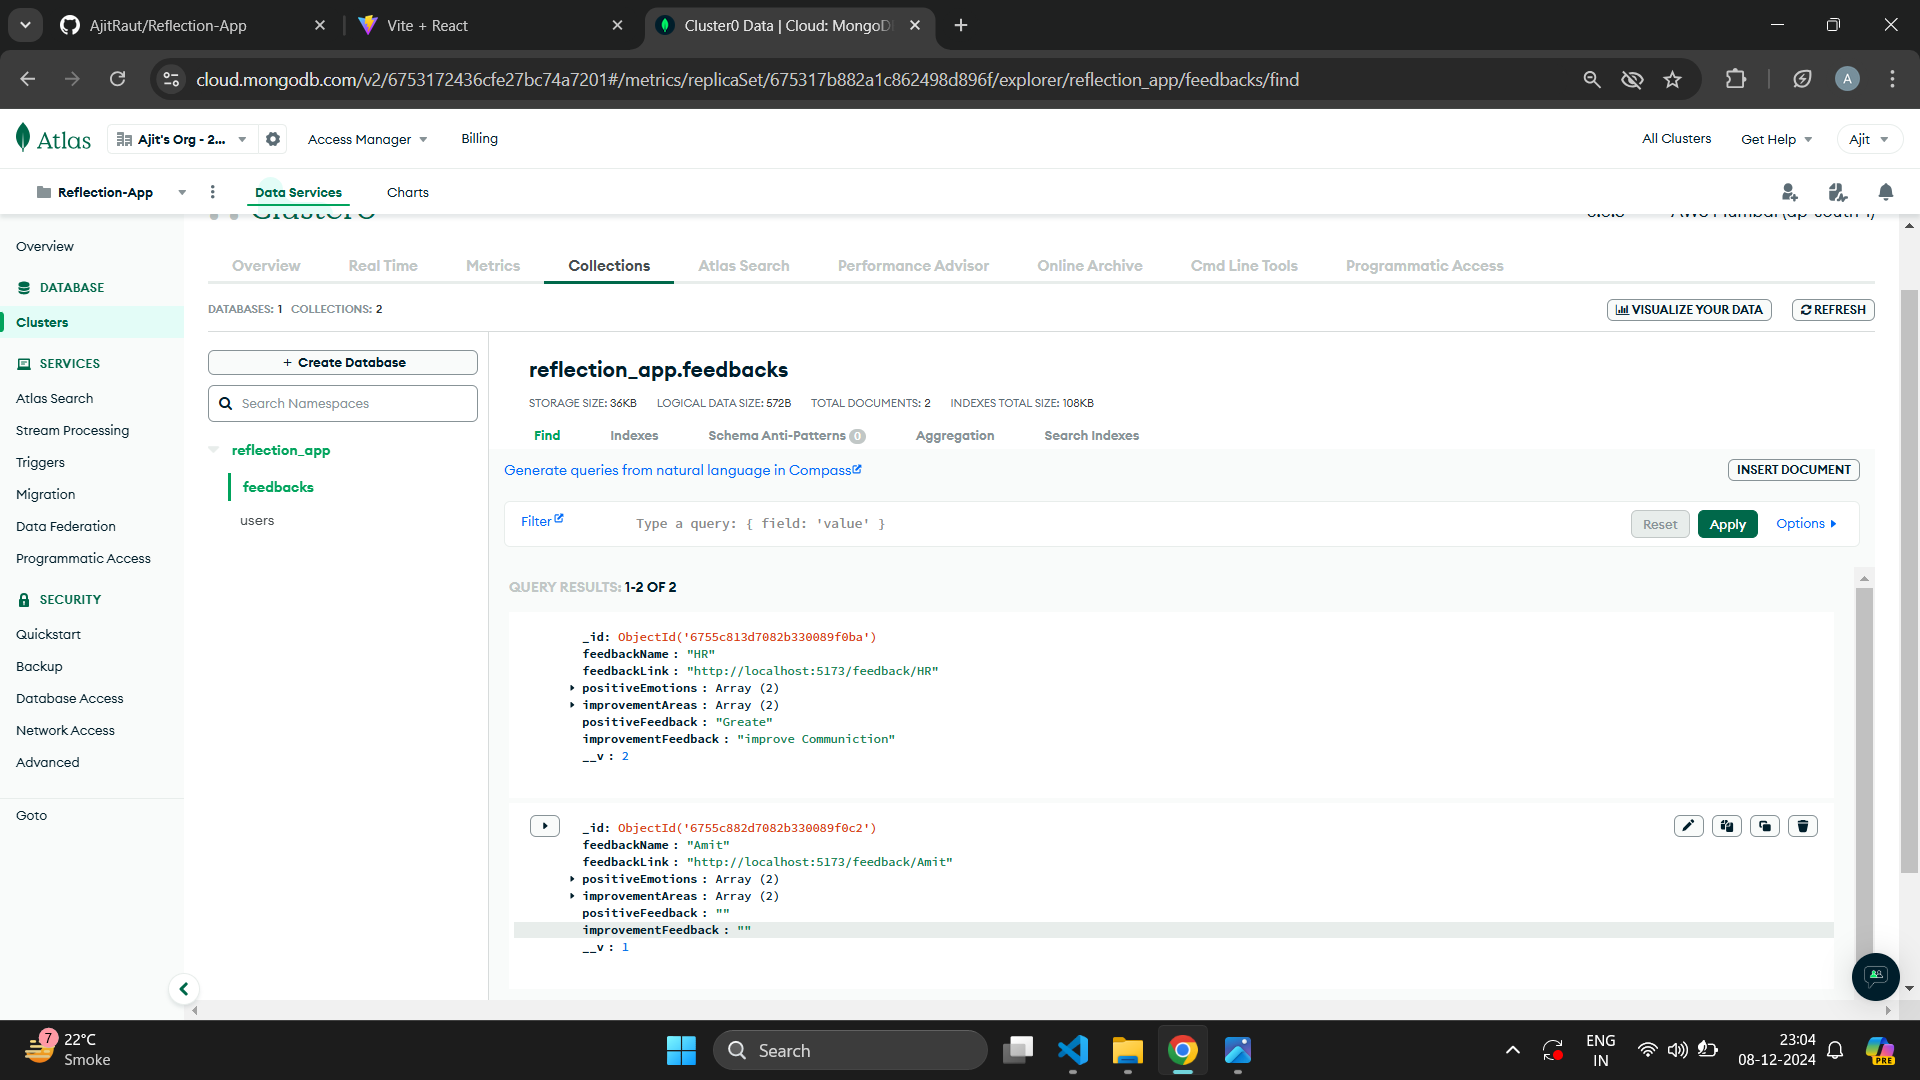 AjitRaut/Reflection-App
Vite + React
Cluster0 Data | Cloud: MongoD
cloud.mongodb.com/v2/6753172436cfe27bc74a7201#/metrics/replicaSet/675317b882a1c862498d896f/explorer/reflection_app/feedbacks/find
A
Atlas
Ajit's Org - 2...
Access Manager
Billing
All Clusters
Get Help
Ajit
Reflection-App
Data Services
Charts
Cluster0
AWS Mumbai (ap-south-1)
Overview
DATABASE
Clusters
SERVICES
Atlas Search
Stream Processing
Triggers
Migration
Data Federation
Programmatic Access
SECURITY
Quickstart
Backup
Database Access
Network Access
Advanced
Goto
Overview
Real Time
Metrics
Collections
Atlas Search
Performance Advisor
Online Archive
Cmd Line Tools
Programmatic Access
DATABASES: 1 COLLECTIONS: 2
VISUALIZE YOUR DATA
REFRESH
+ Create Database
Search Namespaces
reflection_app
feedbacks
users
reflection_app.feedbacks
STORAGE SIZE: 36KB LOGICAL DATA SIZE: 572B TOTAL DOCUMENTS: 2 INDEXES TOTAL SIZE: 108KB
Find
Indexes
Schema Anti-Patterns 0
Aggregation
Search Indexes
Generate queries from natural language in Compass
INSERT DOCUMENT
Filter
Type a query: { field: 'value' }
Reset
Apply
Options
QUERY RESULTS: 1-2 OF 2
_id: ObjectId('6755c813d7082b330089f0ba')
feedbackName : "HR"
feedbackLink : "http://localhost:5173/feedback/HR"
positiveEmotions : Array (2)
improvementAreas : Array (2)
positiveFeedback : "Greate"
improvementFeedback : "improve Communiction"
__v : 2
_id: ObjectId('6755c882d7082b330089f0c2')
feedbackName : "Amit"
feedbackLink : "http://localhost:5173/feedback/Amit"
positiveEmotions : Array (2)
improvementAreas : Array (2)
positiveFeedback : ""
improvementFeedback : ""
__v : 1
7
22°C
Smoke
Search
ENG
IN
23:04
08-12-2024
PRE